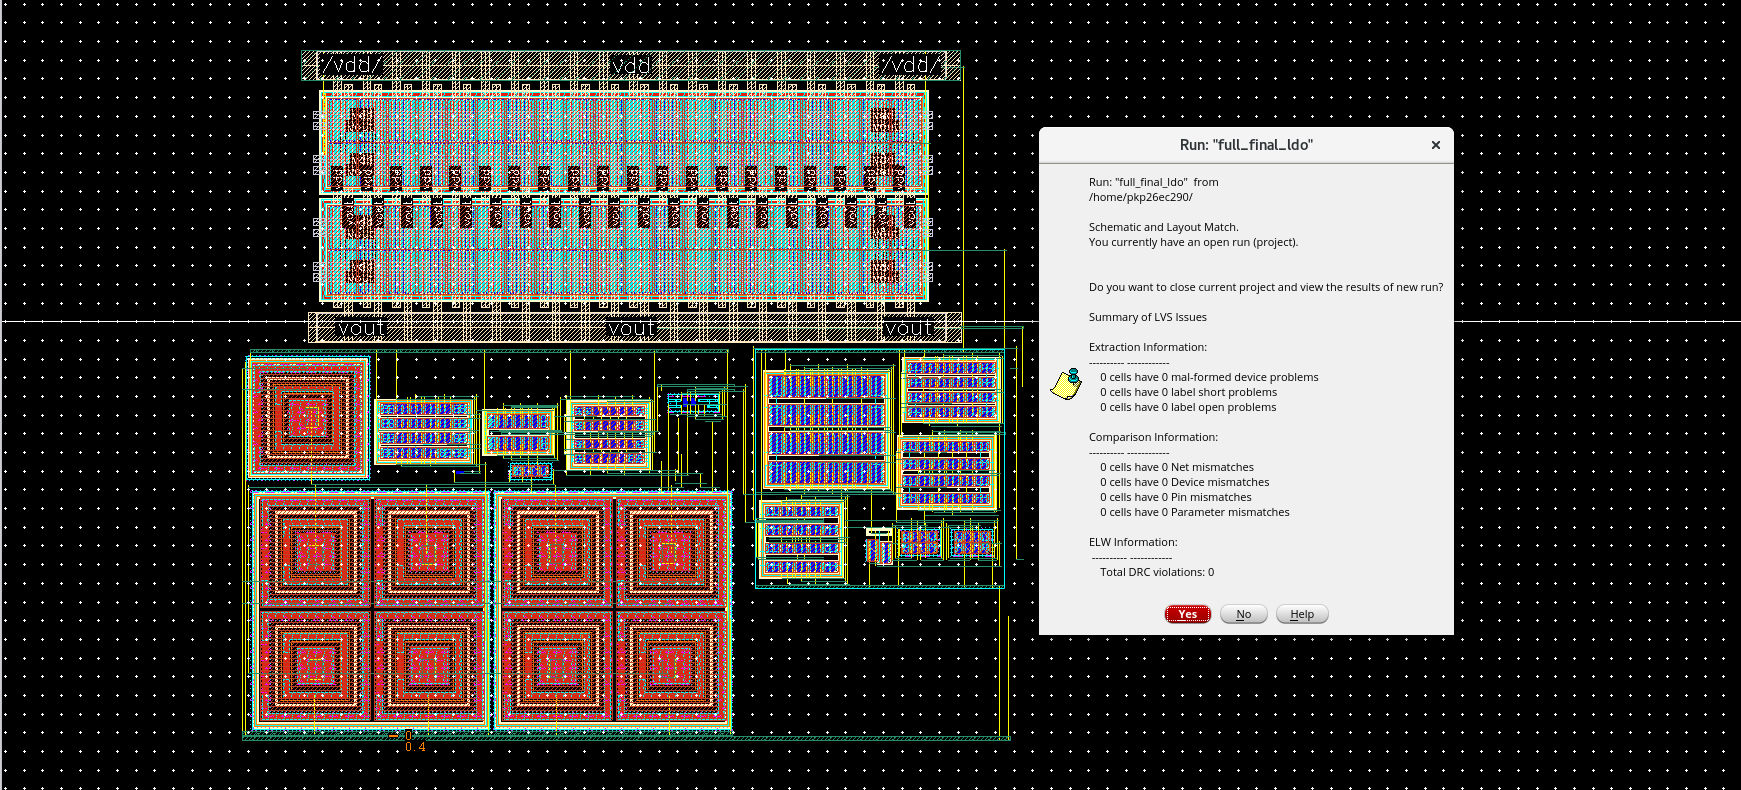 /vdd/ vdd /vdd/
vout vout vout
0
0.4
Run: "full_final_ldo"
Run: "full_final_ldo" from
/home/pkp26ec290/
Schematic and Layout Match.
You currently have an open run (project).
Do you want to close current project and view the results of new run?
Summary of LVS Issues
Extraction Information:
---------- ------------
0 cells have 0 mal-formed device problems
0 cells have 0 label short problems
0 cells have 0 label open problems
Comparison Information:
---------- ------------
0 cells have 0 Net mismatches
0 cells have 0 Device mismatches
0 cells have 0 Pin mismatches
0 cells have 0 Parameter mismatches
ELW Information:
---------- ------------
Total DRC violations: 0
Yes No Help